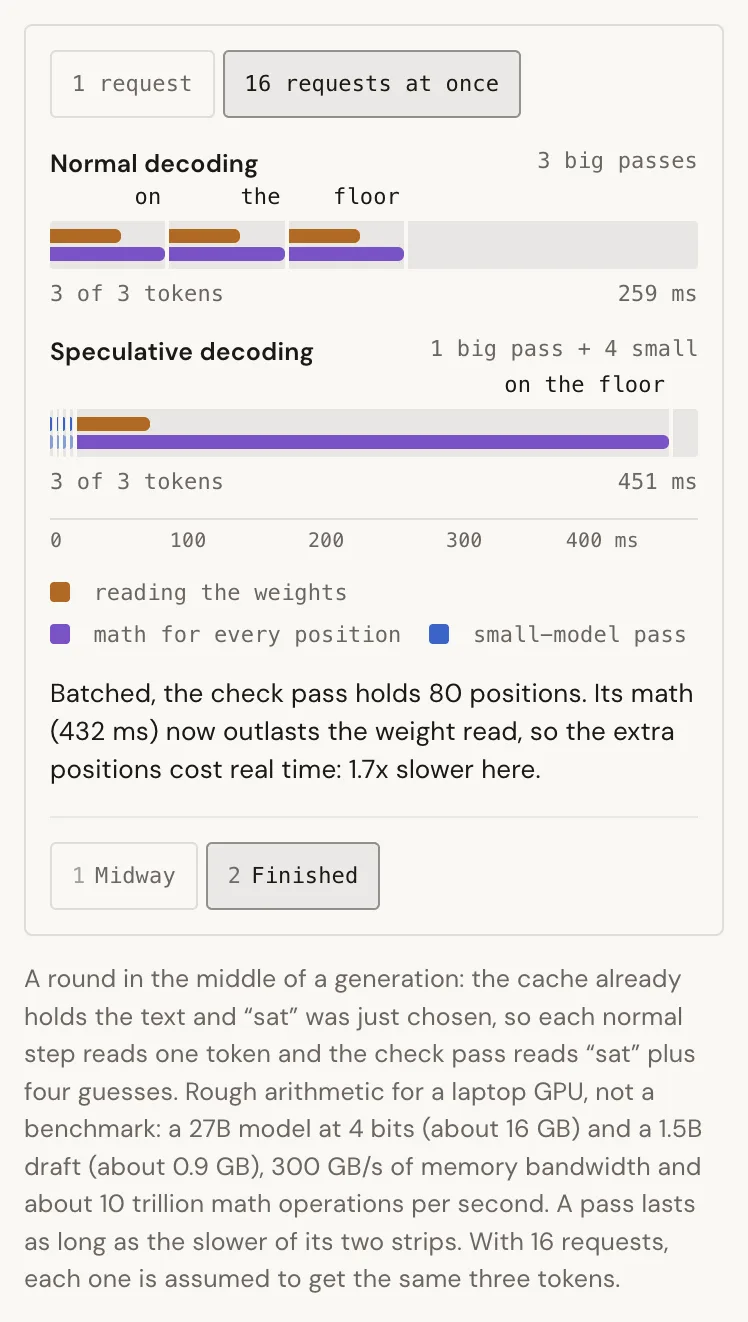 1 request
16 requests at once
Normal decoding
3 big passes
on the floor
3 of 3 tokens
259 ms
Speculative decoding
1 big pass + 4 small
on the floor
3 of 3 tokens
451 ms
0 100 200 300 400 ms
reading the weights
math for every position
small-model pass
Batched, the check pass holds 80 positions. Its math
(432 ms) now outlasts the weight read, so the extra
positions cost real time: 1.7x slower here.
1 Midway
2 Finished
A round in the middle of a generation: the cache already
holds the text and “sat” was just chosen, so each normal
step reads one token and the check pass reads “sat” plus
four guesses. Rough arithmetic for a laptop GPU, not a
benchmark: a 27B model at 4 bits (about 16 GB) and a 1.5B
draft (about 0.9 GB), 300 GB/s of memory bandwidth and
about 10 trillion math operations per second. A pass lasts
as long as the slower of its two strips. With 16 requests,
each one is assumed to get the same three tokens.